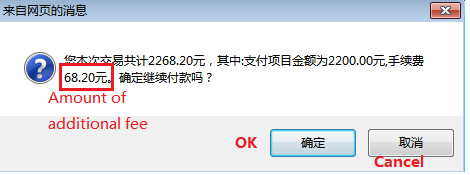 来自网页的消息
您本次交易共计2268.20元，其中:支付项目金额为2200.00元,手续费
68.20元。确定继续付款吗？
Amount of
additional fee
OK 确定 取消
Cancel